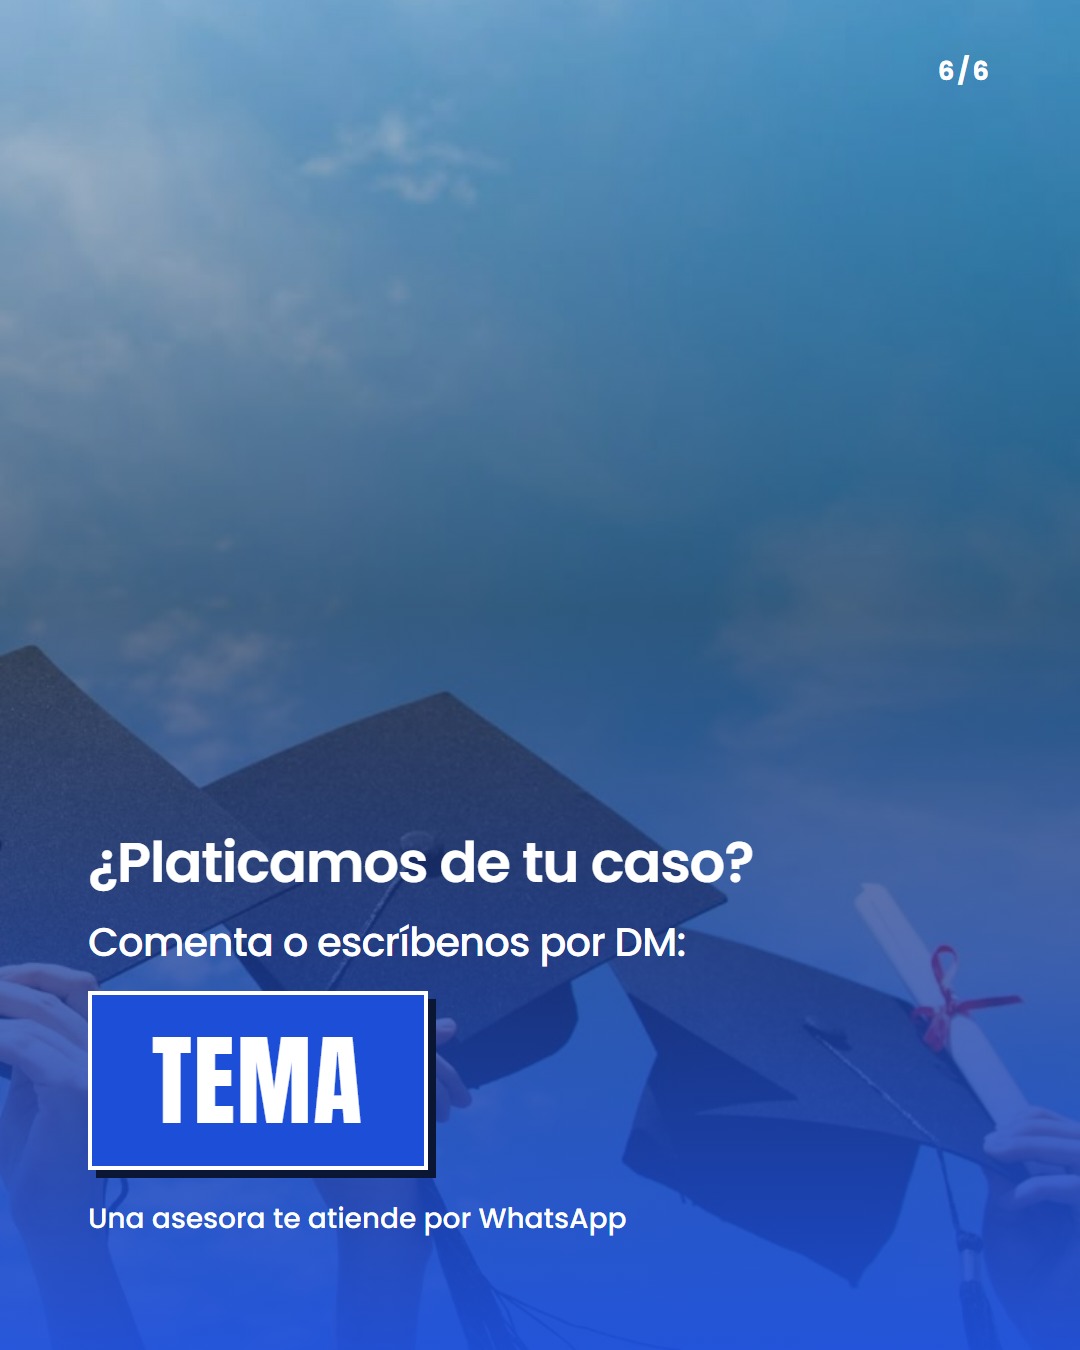 6/6
¿Platicamos de tu caso?
Comenta o escríbenos por DM:
TEMA
Una asesora te atiende por WhatsApp